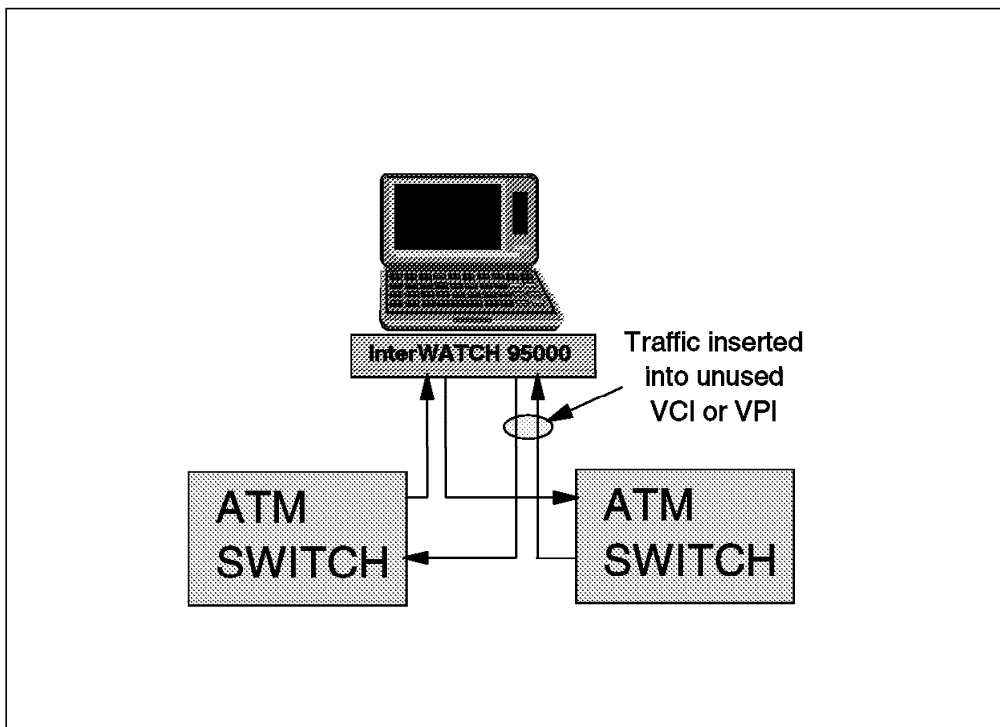 InterWATCH 95000
Traffic inserted
into unused
VCI or VPI
ATM
SWITCH
ATM
SWITCH